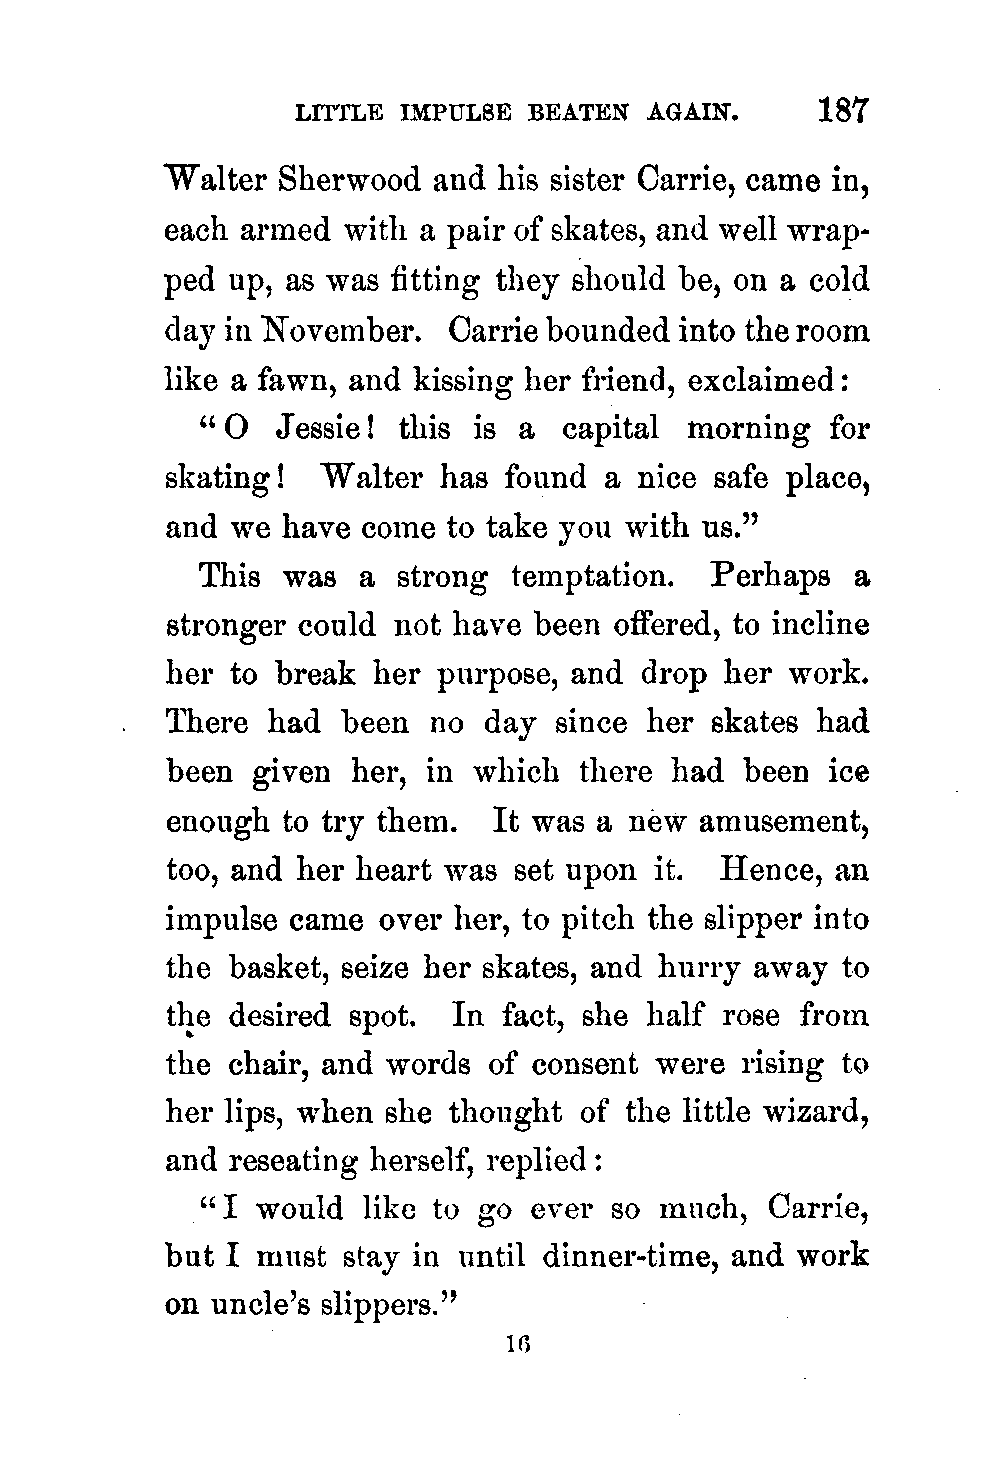 LITTLE IMPULSE BEATEN AGAIN. 187
Walter Sherwood and his sister Carrie, came in,
each armed with a pair of skates, and well wrap-
ped up, as was fitting they should be, on a cold
day in November. Carrie bounded into the room
like a fawn, and kissing her friend, exclaimed:
"O Jessie! this is a capital morning for
skating! Walter has found a nice safe place,
and we have come to take you with us."
This was a strong temptation. Perhaps a
stronger could not have been offered, to incline
her to break her purpose, and drop her work.
There had been no day since her skates had
been given her, in which there had been ice
enough to try them. It was a new amusement,
too, and her heart was set upon it. Hence, an
impulse came over her, to pitch the slipper into
the basket, seize her skates, and hurry away to
the desired spot. In fact, she half rose from
the chair, and words of consent were rising to
her lips, when she thought of the little wizard,
and reseating herself, replied:
"I would like to go ever so much, Carrie,
but I must stay in until dinner-time, and work
on uncle's slippers."
16